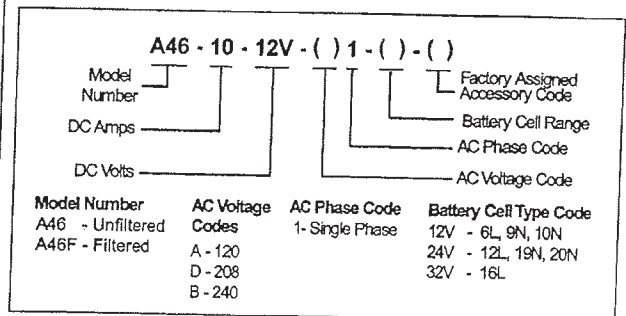 A46 - 10 - 12V - ( ) 1 - ( ) - ( )
Model Number
Factory Assigned Accessory Code
DC Amps
Battery Cell Range
AC Phase Code
DC Volts
AC Voltage Code
Model Number
A46 - Unfiltered
A46F - Filtered
AC Voltage Codes
A - 120
D - 208
B - 240
AC Phase Code
1- Single Phase
Battery Cell Type Code
12V - 6L, 9N, 10N
24V - 12L, 19N, 20N
32V - 16L